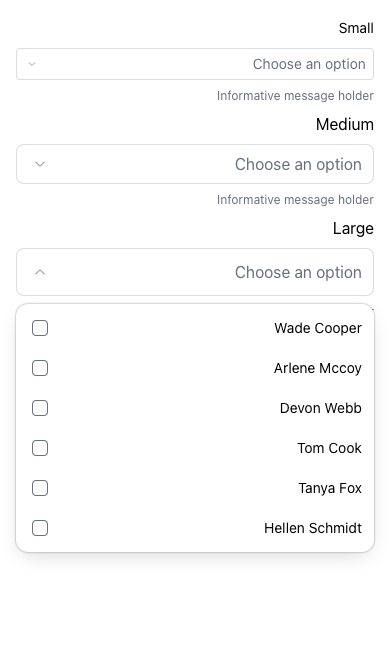 Small
Choose an option
Informative message holder
Medium
Choose an option
Informative message holder
Large
Choose an option
Wade Cooper
Arlene Mccoy
Devon Webb
Tom Cook
Tanya Fox
Hellen Schmidt